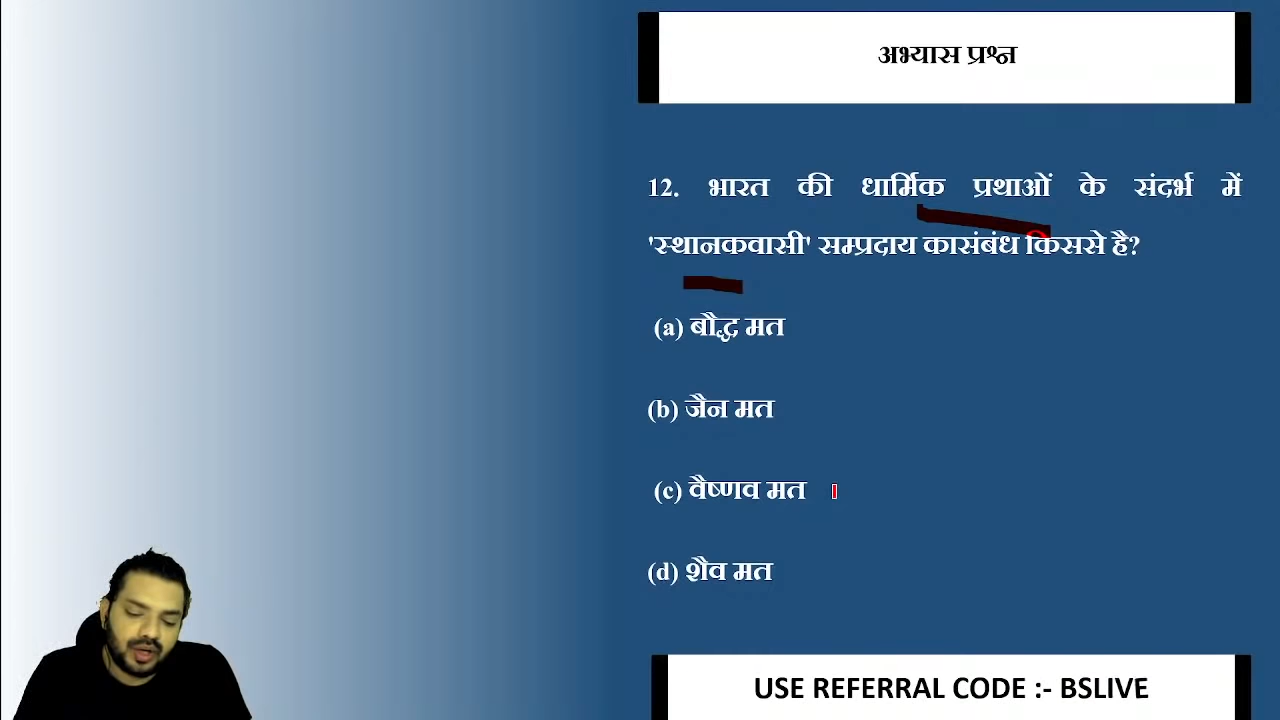 अभ्यास प्रश्न
12. भारत की धार्मिक प्रथाओं के संदर्भ में
'स्थानकवासी' सम्प्रदाय कासंबंध किससे है?
(a) बौद्ध मत
(b) जैन मत
(c) वैष्णव मत
(d) शैव मत
USE REFERRAL CODE :- BSLIVE